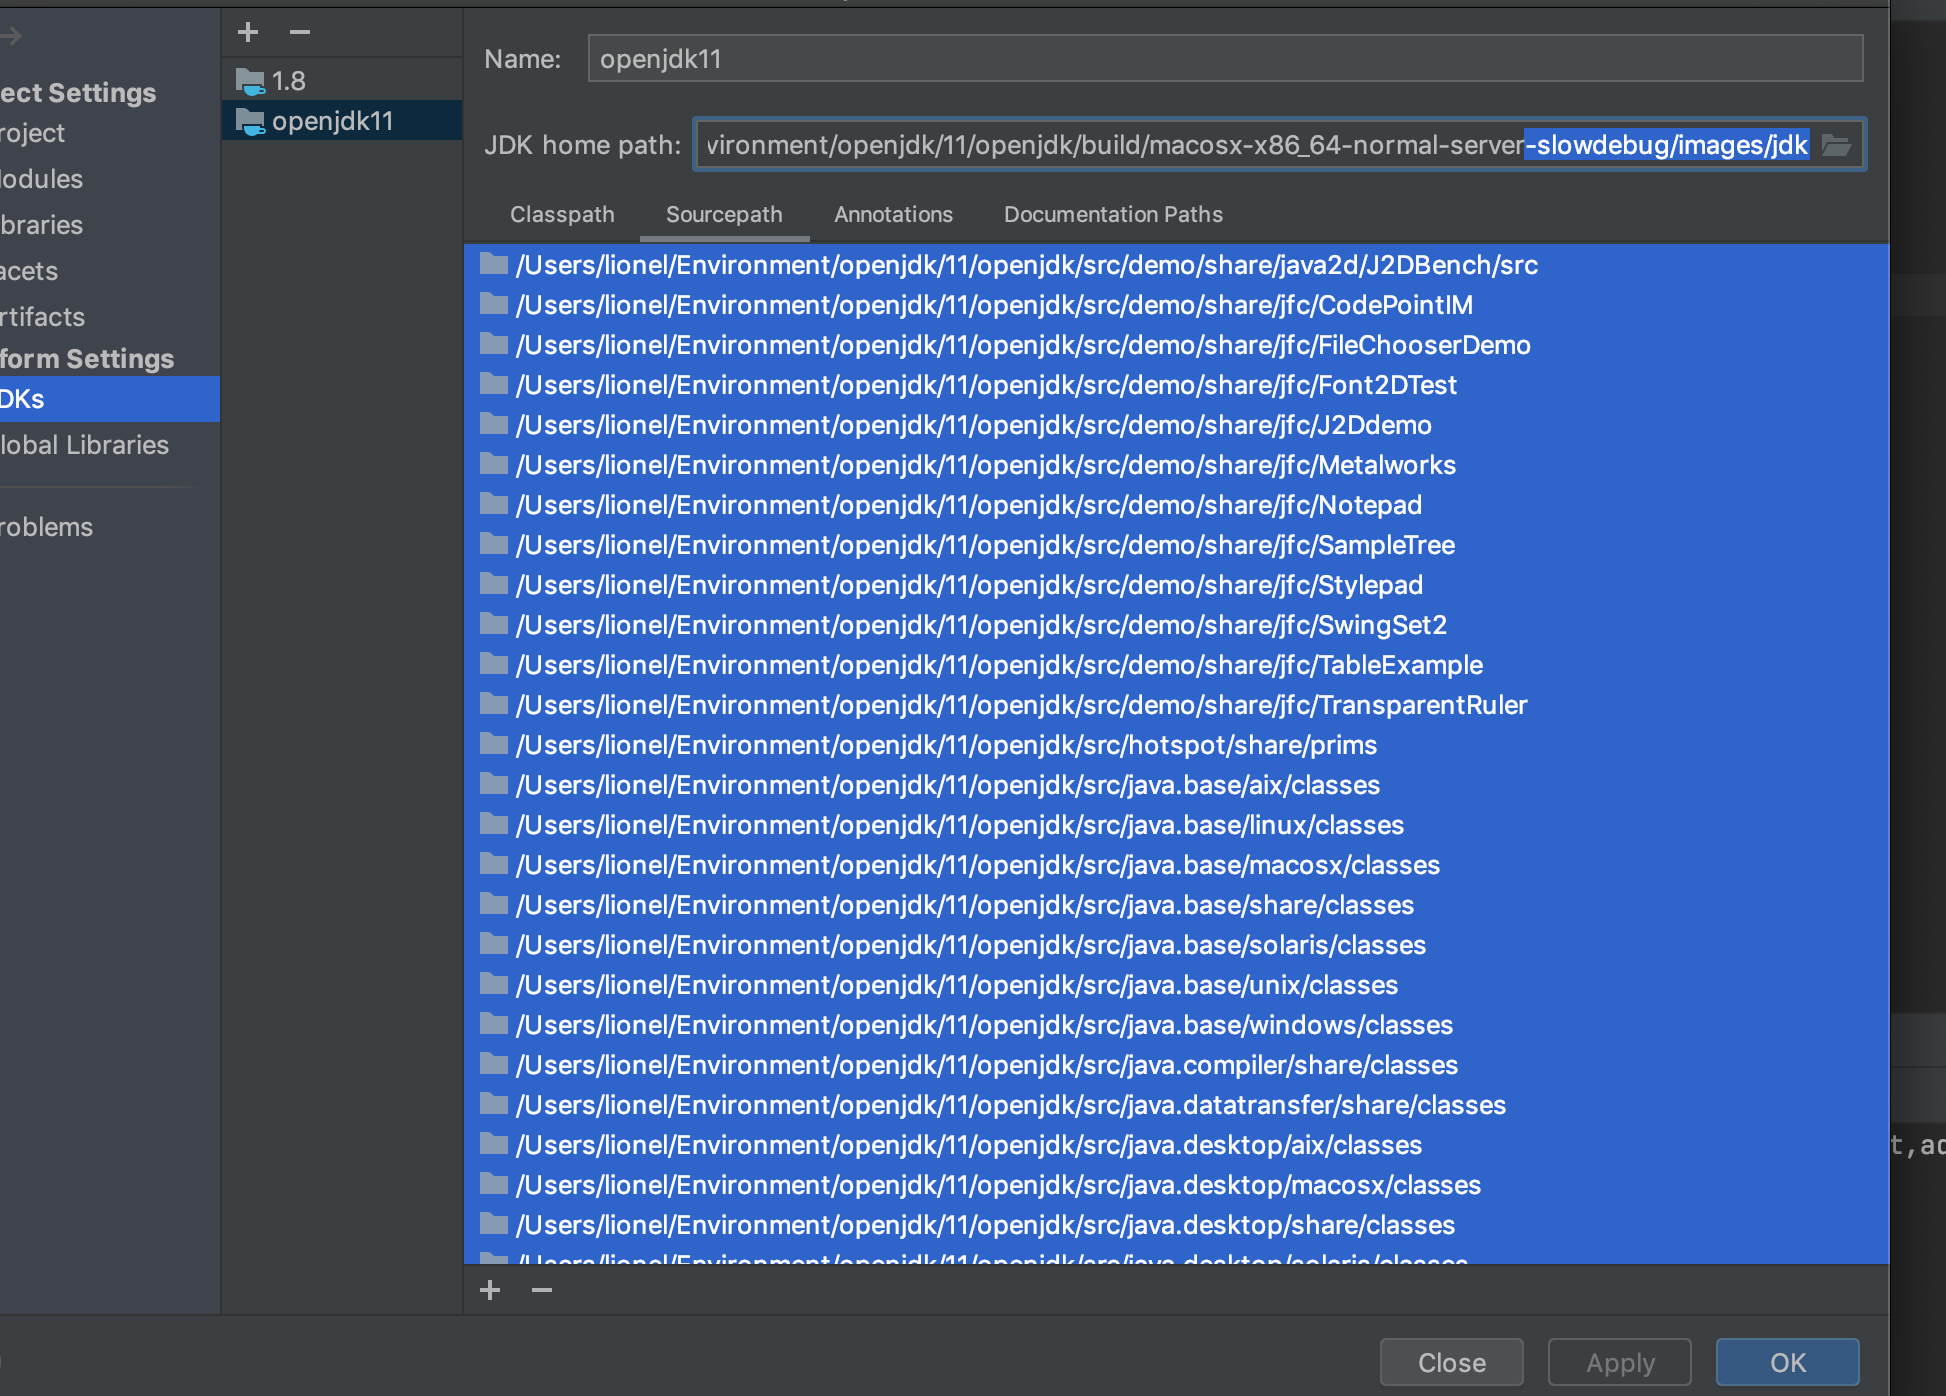 ect Settings
roject
odules
braries
acets
rtifacts
form Settings
DKs
lobal Libraries
roblems
1.8
openjdk11
Name: openjdk11
JDK home path: vironment/openjdk/11/openjdk/build/macosx-x86_64-normal-server-slowdebug/images/jdk
Classpath Sourcepath Annotations Documentation Paths
/Users/lionel/Environment/openjdk/11/openjdk/src/demo/share/java2d/J2DBench/src
/Users/lionel/Environment/openjdk/11/openjdk/src/demo/share/jfc/CodePointIM
/Users/lionel/Environment/openjdk/11/openjdk/src/demo/share/jfc/FileChooserDemo
/Users/lionel/Environment/openjdk/11/openjdk/src/demo/share/jfc/Font2DTest
/Users/lionel/Environment/openjdk/11/openjdk/src/demo/share/jfc/J2Ddemo
/Users/lionel/Environment/openjdk/11/openjdk/src/demo/share/jfc/Metalworks
/Users/lionel/Environment/openjdk/11/openjdk/src/demo/share/jfc/Notepad
/Users/lionel/Environment/openjdk/11/openjdk/src/demo/share/jfc/SampleTree
/Users/lionel/Environment/openjdk/11/openjdk/src/demo/share/jfc/Stylepad
/Users/lionel/Environment/openjdk/11/openjdk/src/demo/share/jfc/SwingSet2
/Users/lionel/Environment/openjdk/11/openjdk/src/demo/share/jfc/TableExample
/Users/lionel/Environment/openjdk/11/openjdk/src/demo/share/jfc/TransparentRuler
/Users/lionel/Environment/openjdk/11/openjdk/src/hotspot/share/prims
/Users/lionel/Environment/openjdk/11/openjdk/src/java.base/aix/classes
/Users/lionel/Environment/openjdk/11/openjdk/src/java.base/linux/classes
/Users/lionel/Environment/openjdk/11/openjdk/src/java.base/macosx/classes
/Users/lionel/Environment/openjdk/11/openjdk/src/java.base/share/classes
/Users/lionel/Environment/openjdk/11/openjdk/src/java.base/solaris/classes
/Users/lionel/Environment/openjdk/11/openjdk/src/java.base/unix/classes
/Users/lionel/Environment/openjdk/11/openjdk/src/java.base/windows/classes
/Users/lionel/Environment/openjdk/11/openjdk/src/java.compiler/share/classes
/Users/lionel/Environment/openjdk/11/openjdk/src/java.datatransfer/share/classes
/Users/lionel/Environment/openjdk/11/openjdk/src/java.desktop/aix/classes
/Users/lionel/Environment/openjdk/11/openjdk/src/java.desktop/macosx/classes
/Users/lionel/Environment/openjdk/11/openjdk/src/java.desktop/share/classes
/Users/lionel/Environment/openjdk/11/openjdk/src/java.desktop/solaris/classes
t,ac
Close Apply OK